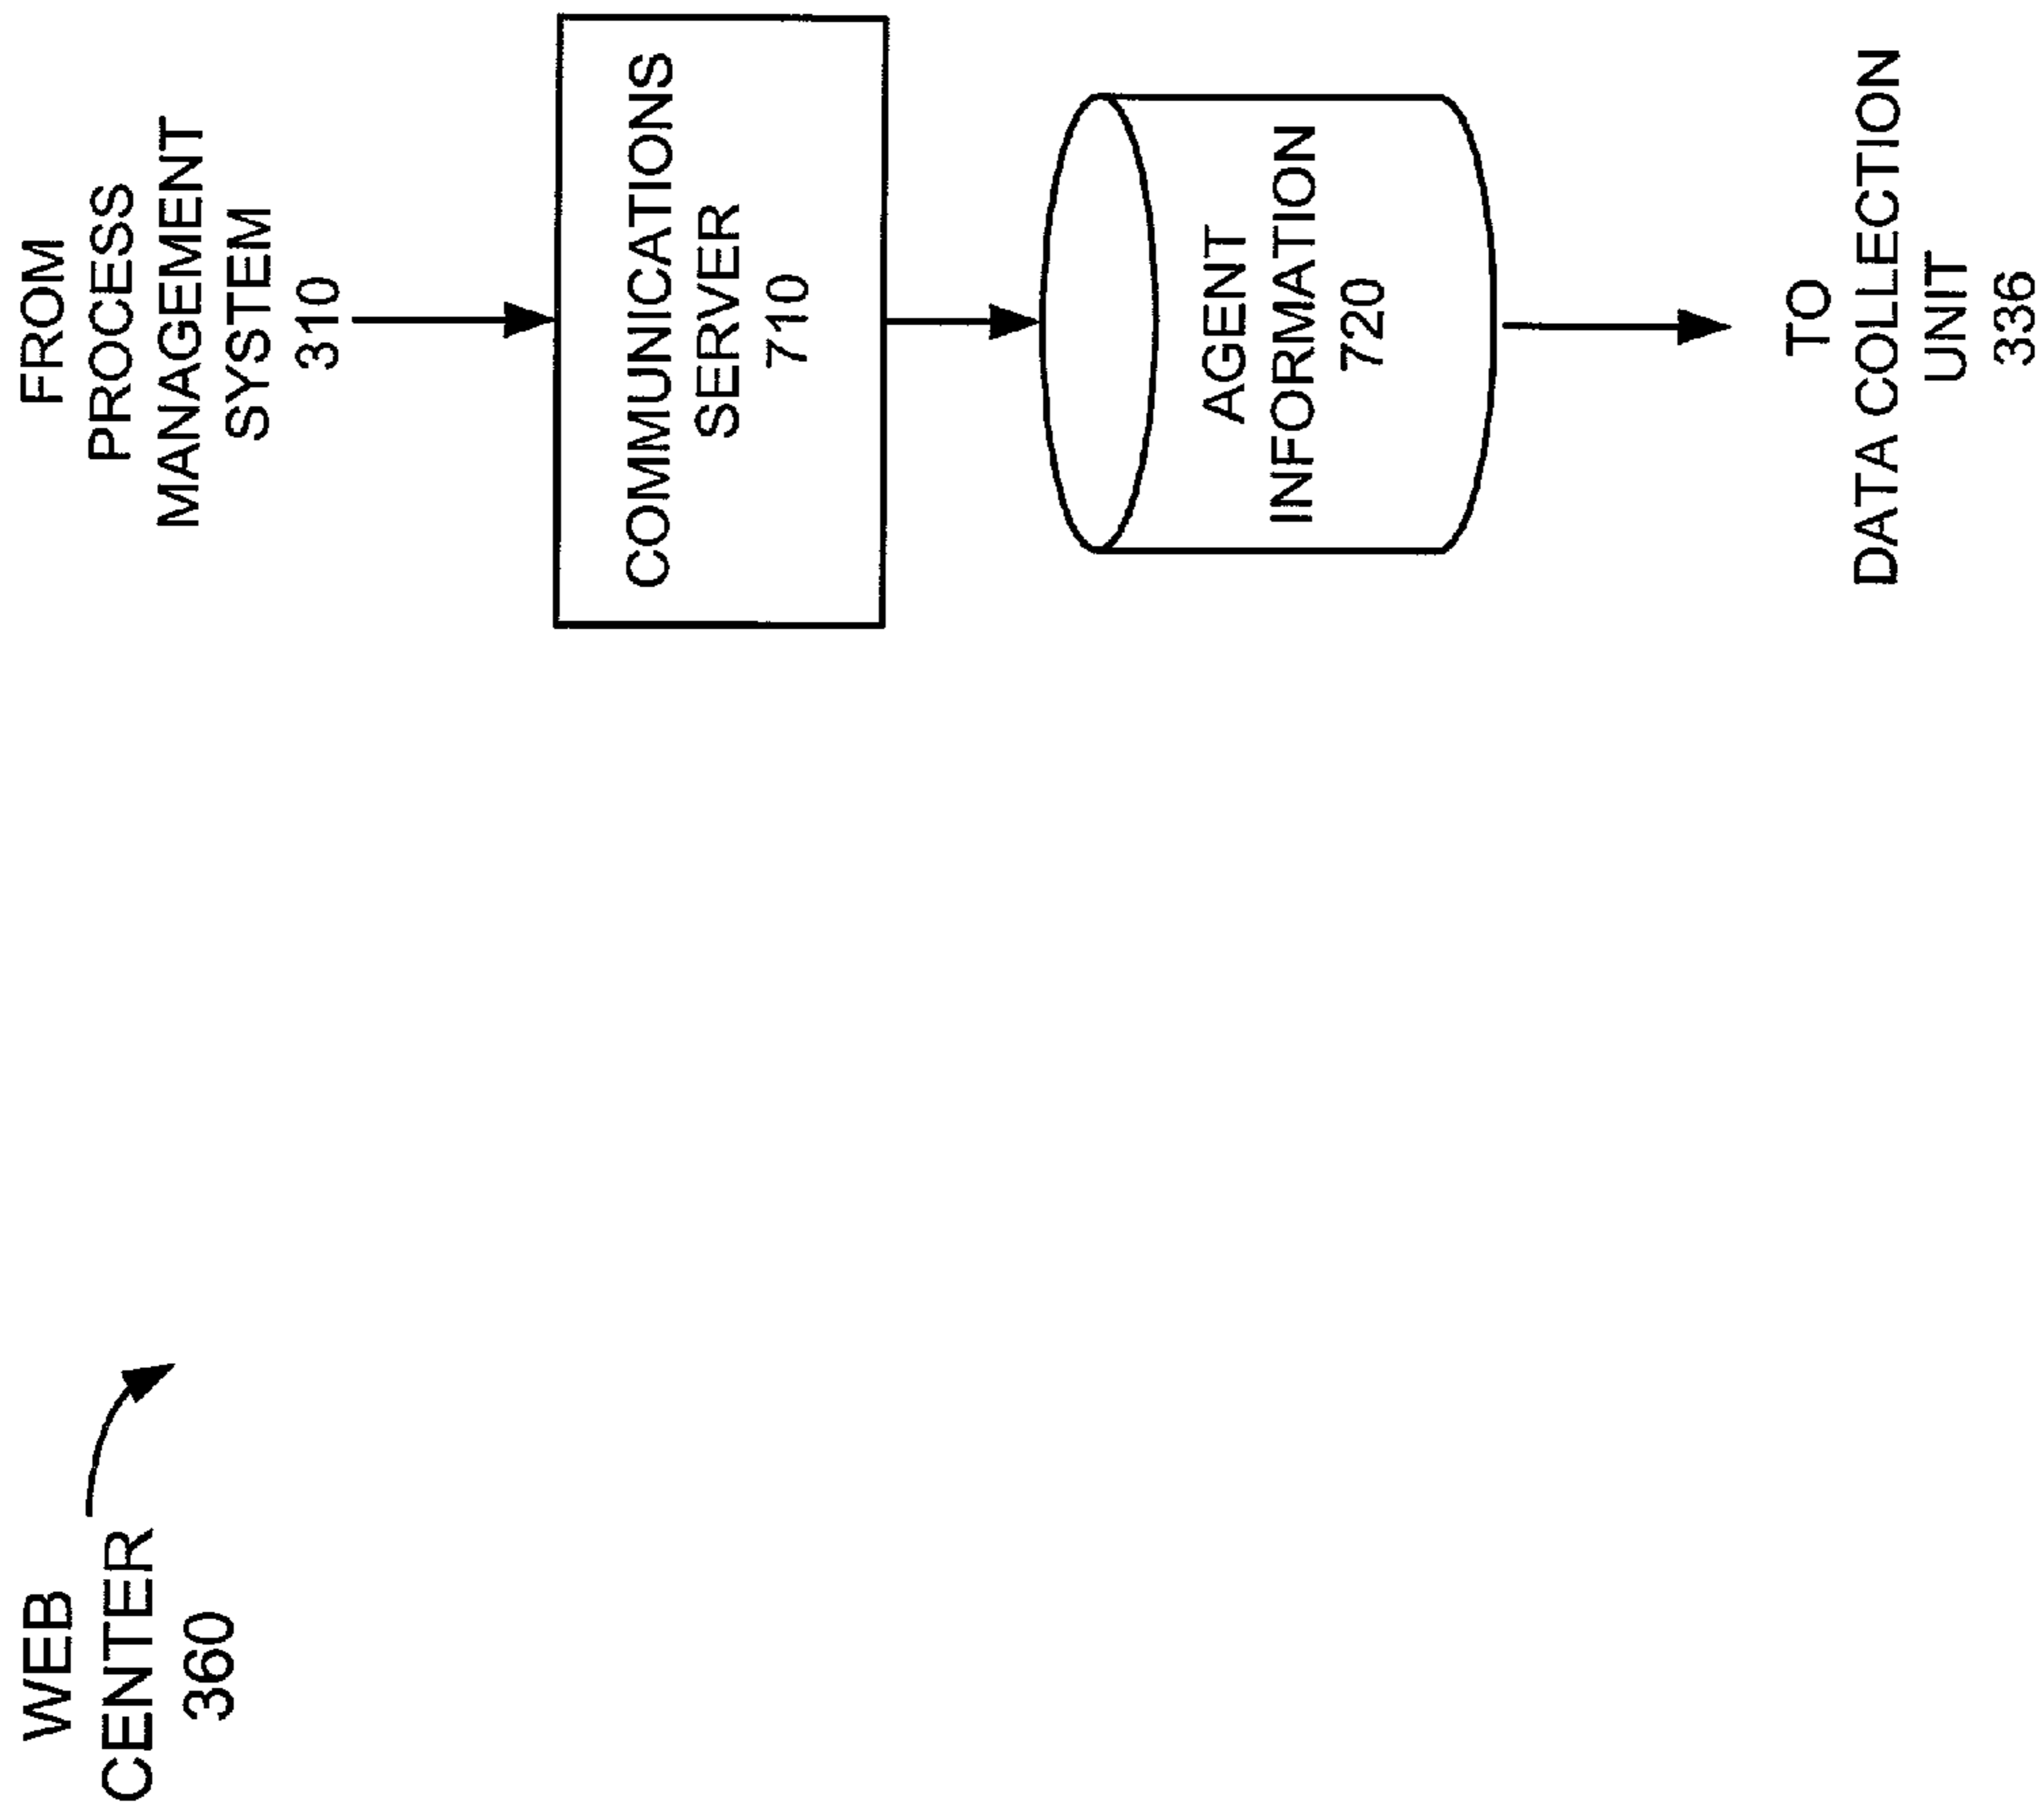 WEB
CENTER
360
FROM
PROCESS
MANAGEMENT
SYSTEM
310
COMMUNICATIONS
SERVER
710
AGENT
INFORMATION
720
TO
DATA COLLECTION
UNIT
336